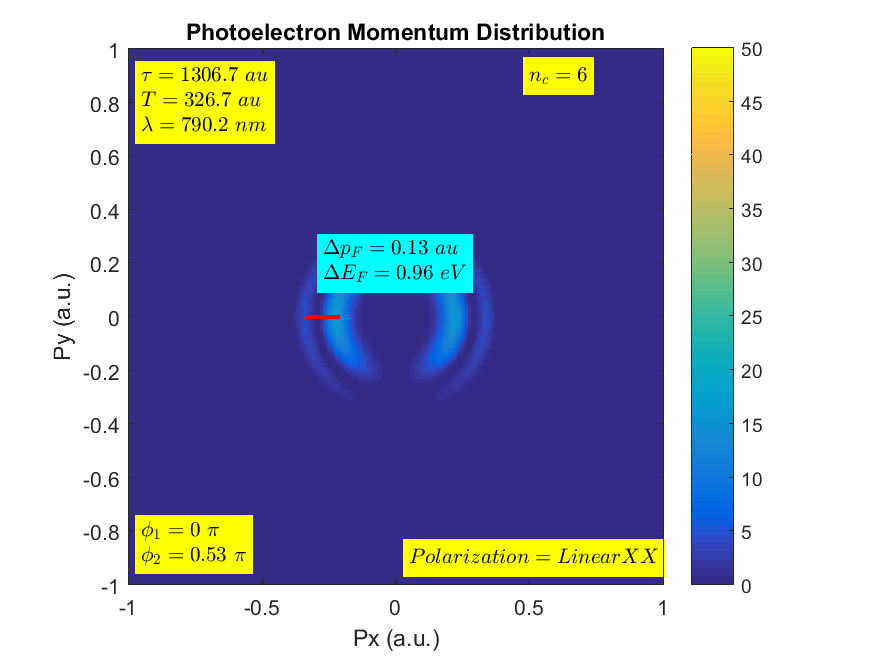 Photoelectron Momentum Distribution
τ = 1306.7 au
T = 326.7 au
λ = 790.2 nm
n_c = 6
Δp_F = 0.13 au
ΔE_F = 0.96 eV
ϕ_1 = 0 π
ϕ_2 = 0.53 π
Polarization = LinearXX
Py (a.u.)
1
0.8
0.6
0.4
0.2
0
-0.2
-0.4
-0.6
-0.8
-1
-1 -0.5 0 0.5 1
Px (a.u.)
50
45
40
35
30
25
20
15
10
5
0